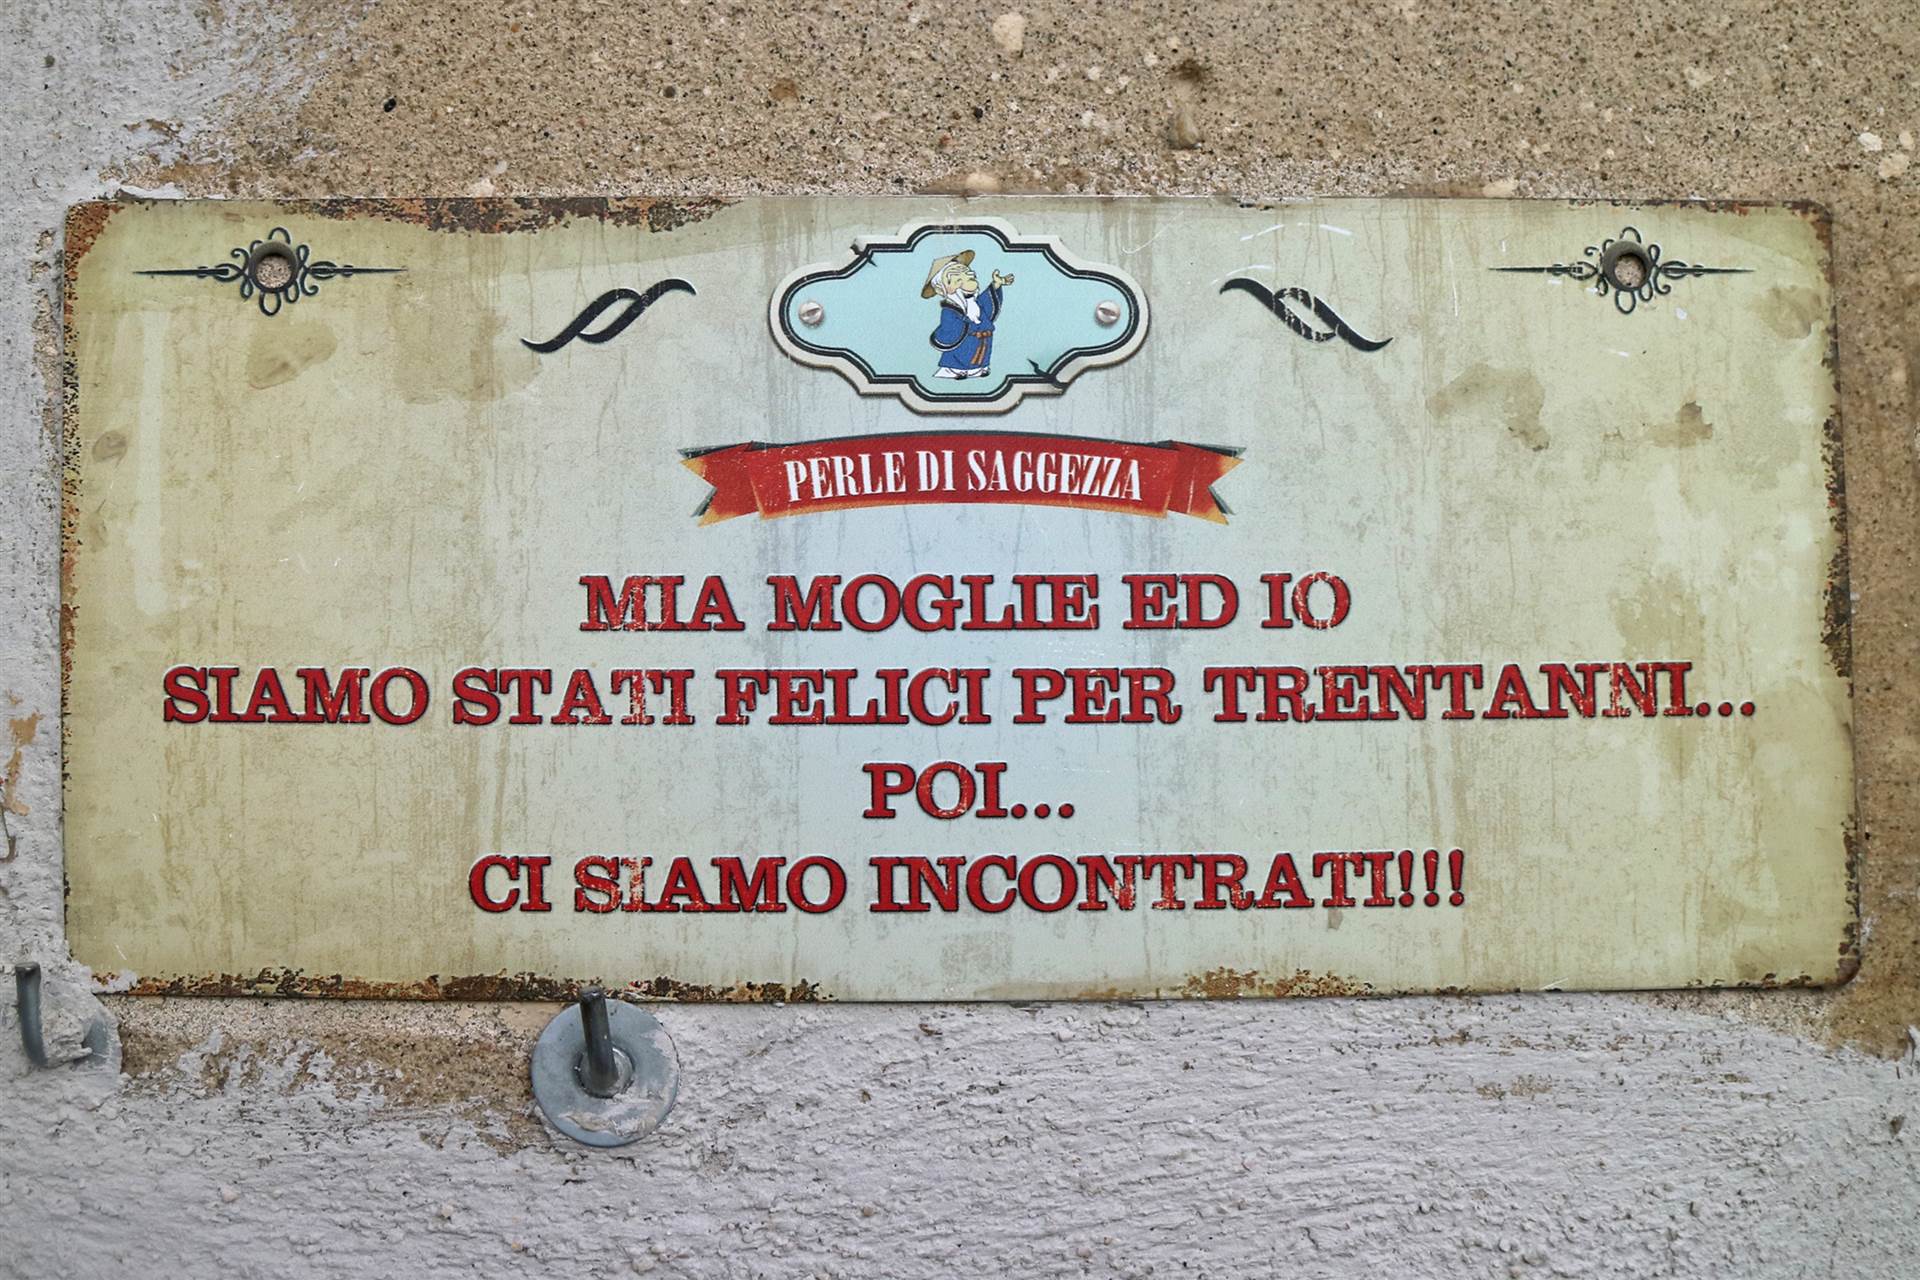 PERLE DI SAGGEZZA
MIA MOGLIE ED IO
SIAMO STATI FELICI PER TRENTANNI...
POI...
CI SIAMO INCONTRATI!!!